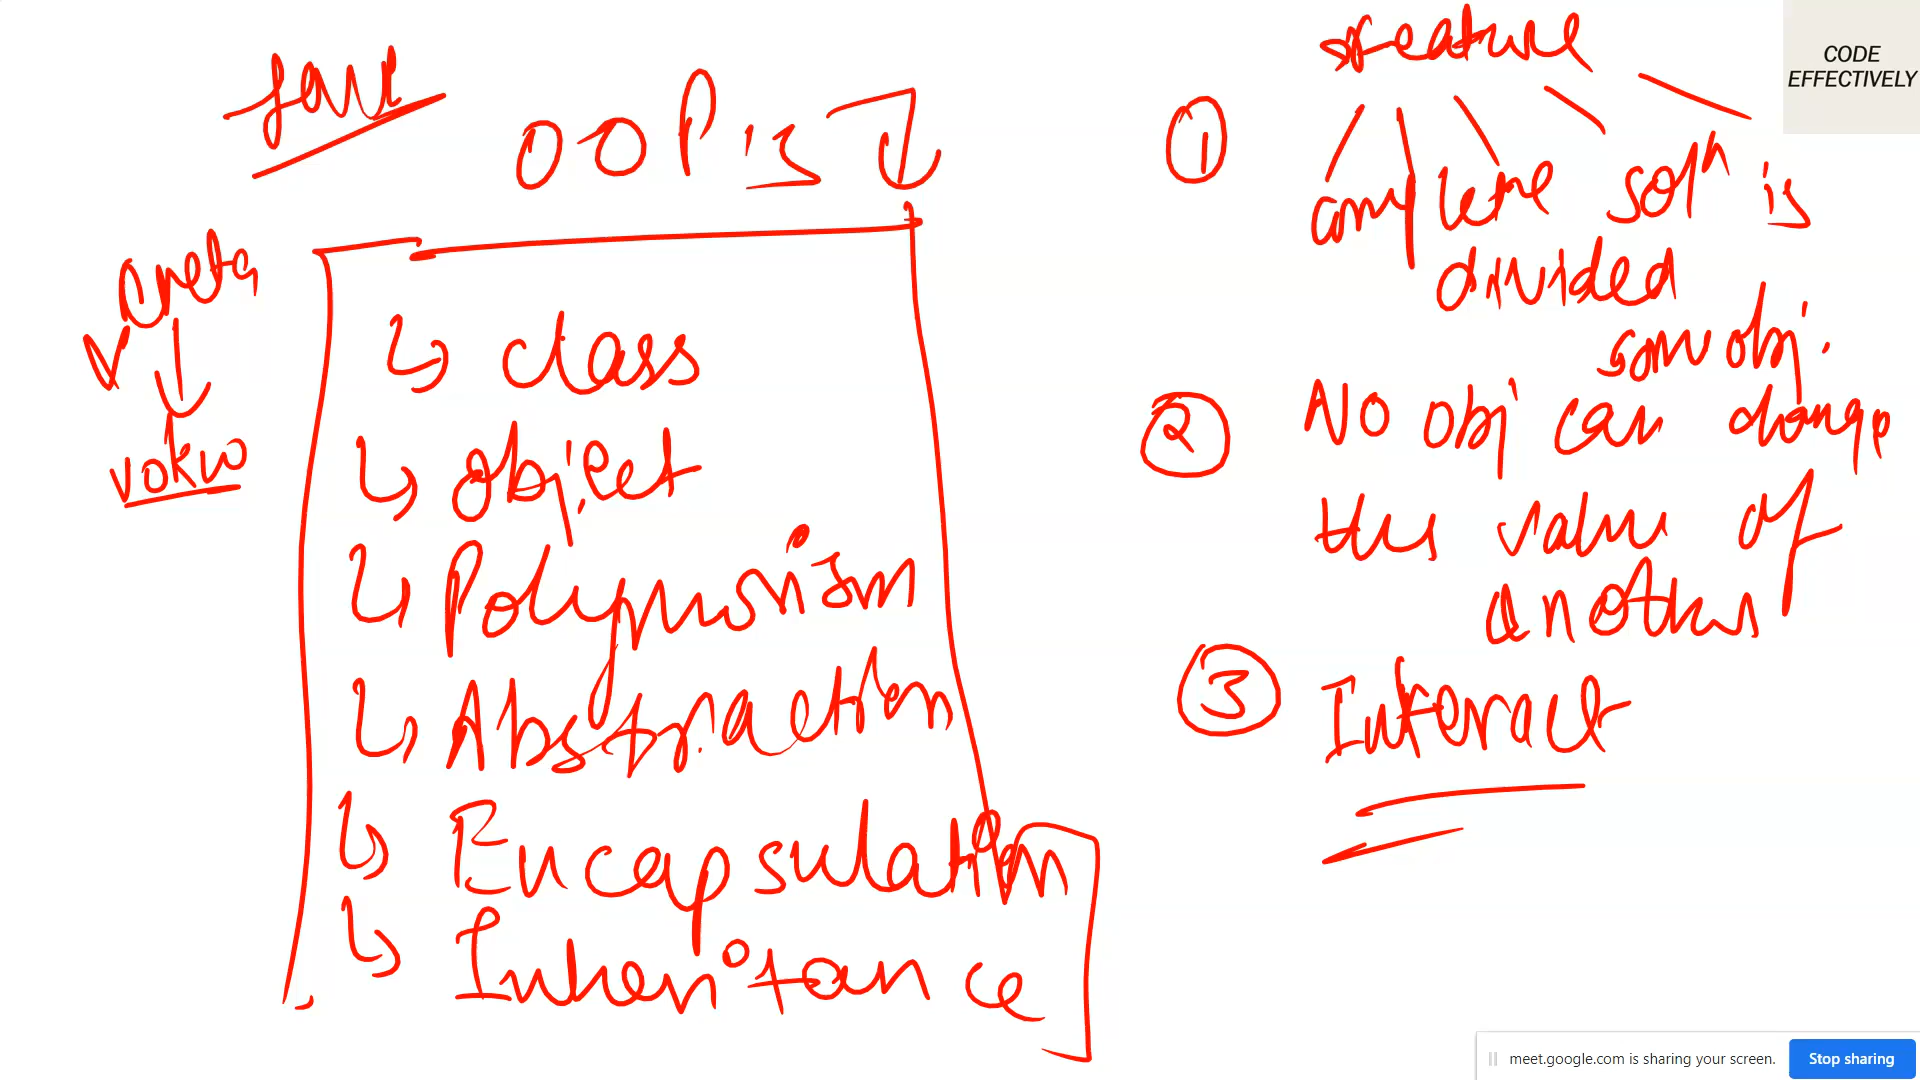 Java
OOP'is
creta
class
object
Polymorism
Abstraction
Encapsulation
Inheritance
feature
1
complete solⁿ is
divided
some obj.
2
No obj can change
the value of
another
3
Interact
CODE
EFFECTIVELY
meet.google.com is sharing your screen.
Stop sharing